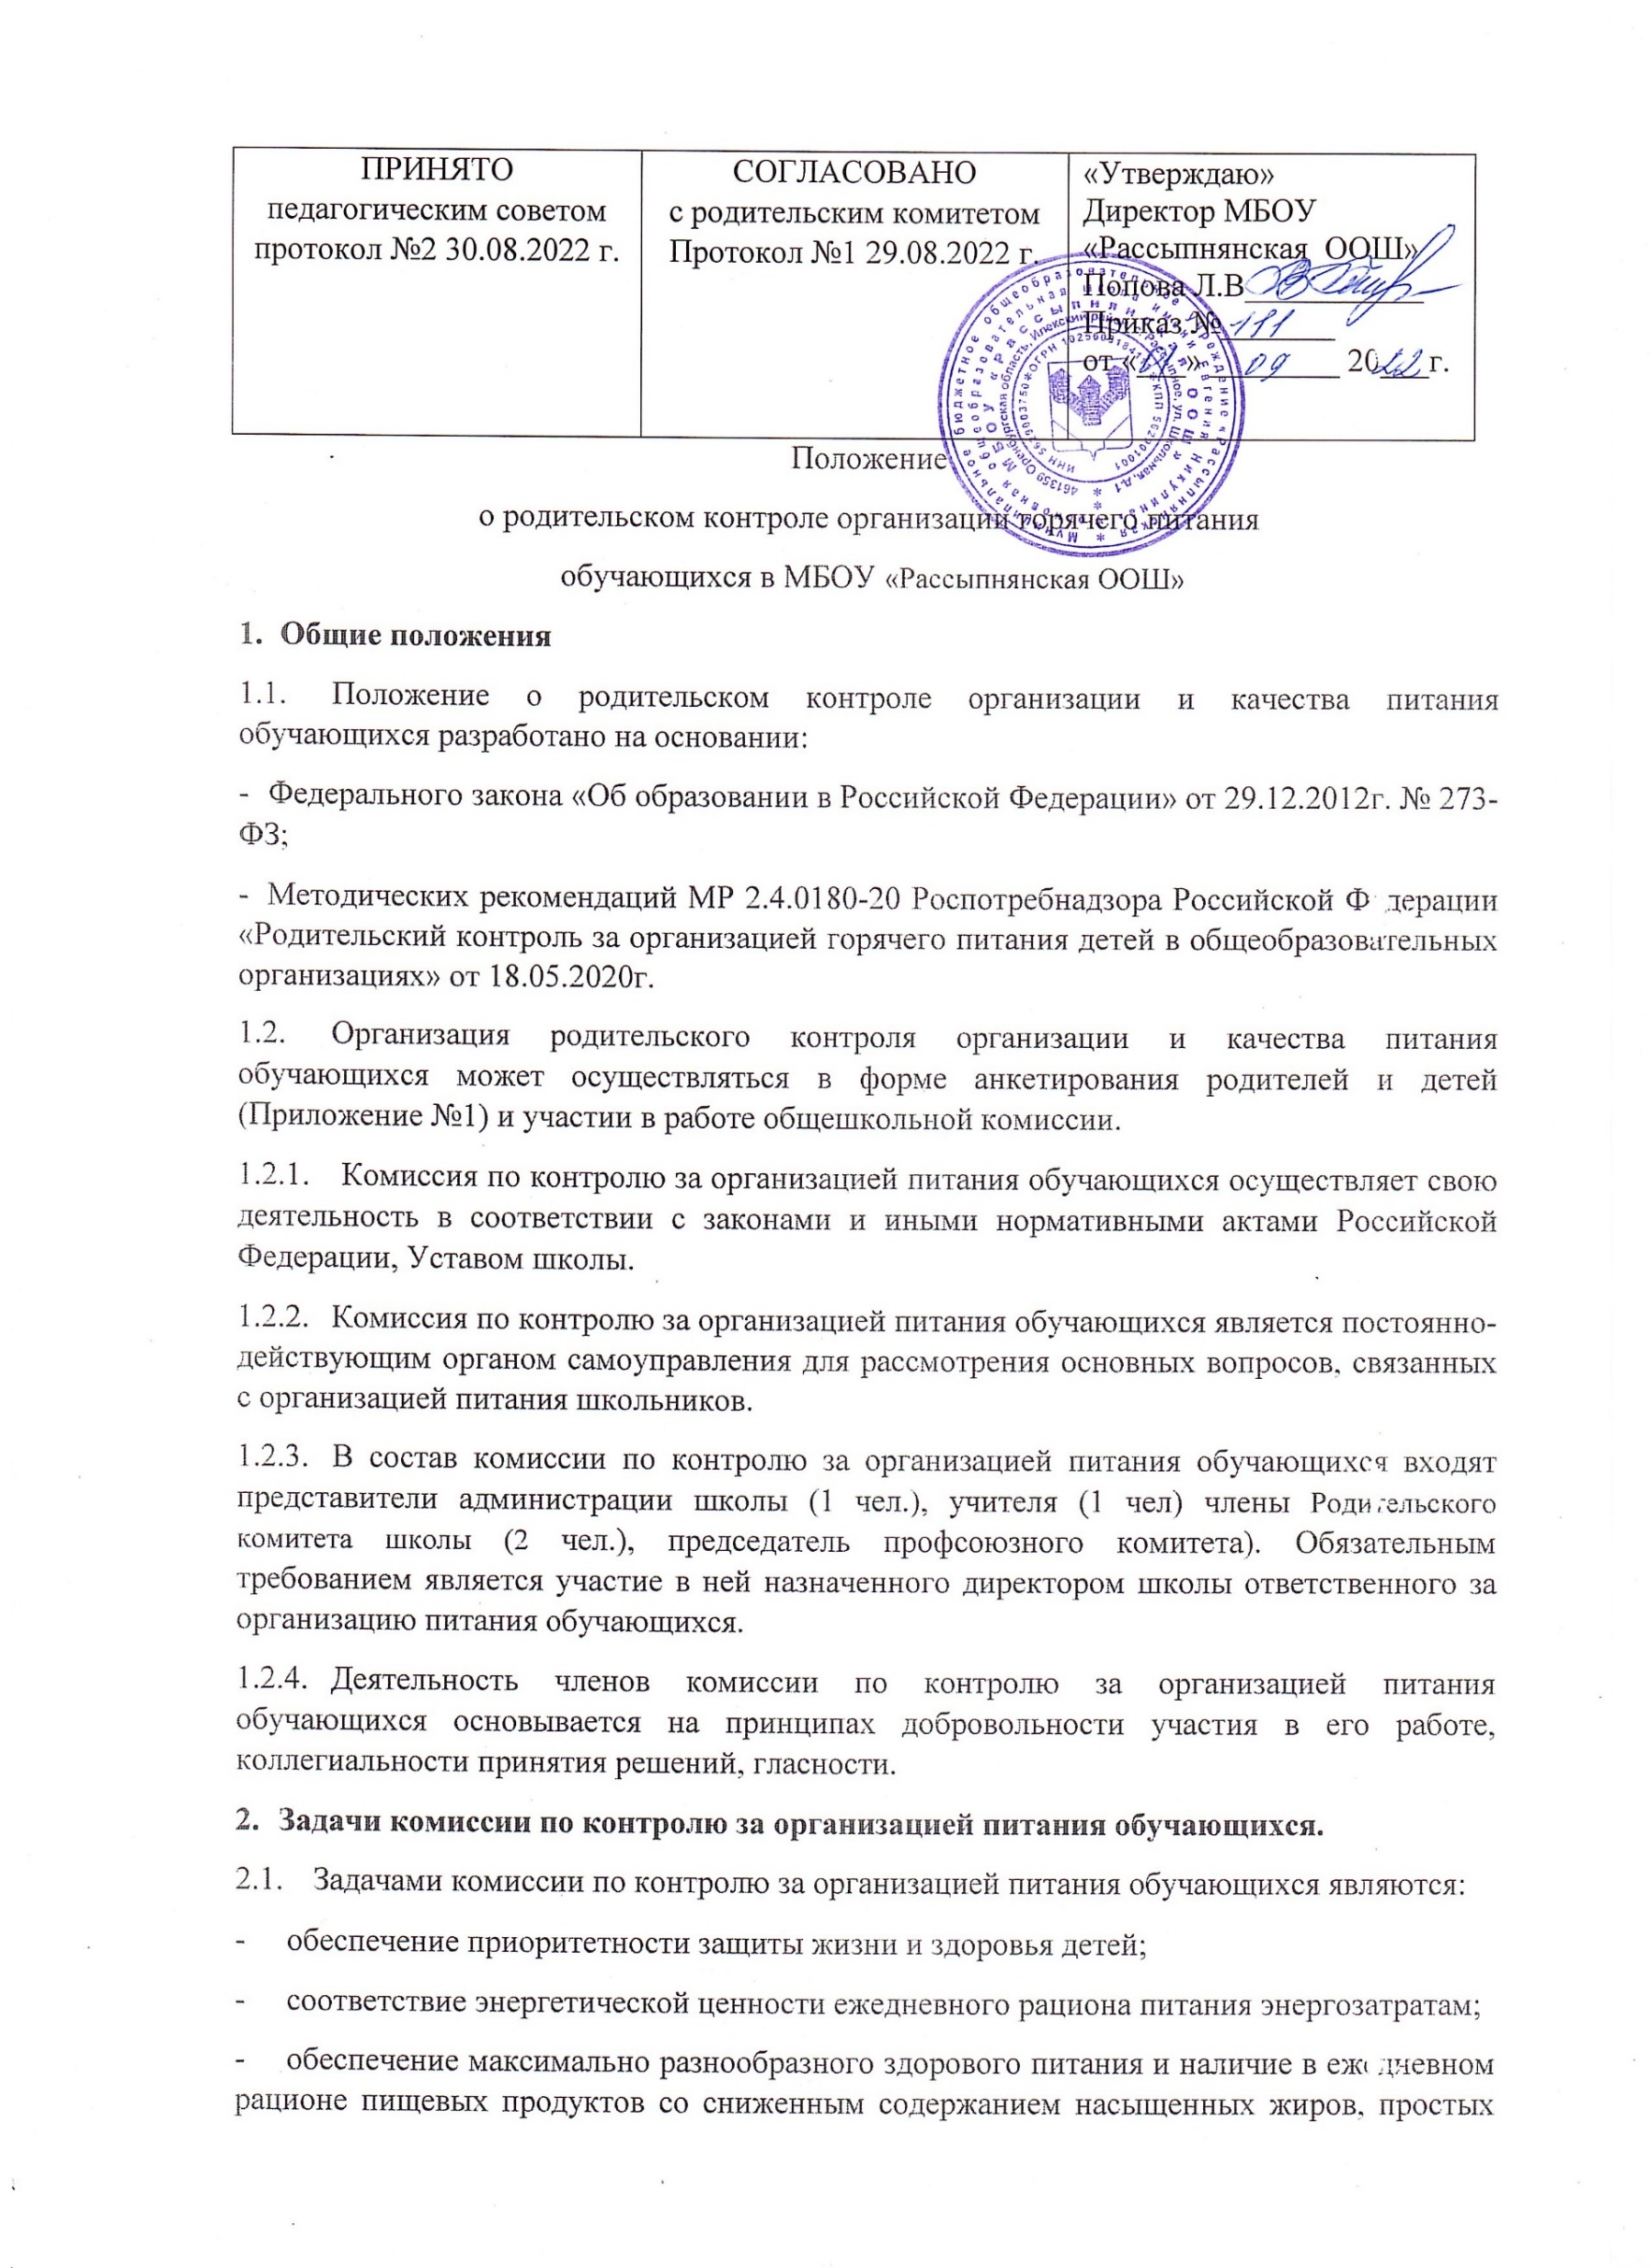 ПРИНЯТО
педагогическим советом
протокол №2 30.08.2022 г.
СОГЛАСОВАНО
с родительским комитетом
Протокол №1 29.08.2022 г.
«Утверждаю»
Директор МБОУ
«Рассыпнянская ООШ»
Попова Л.В
Приказ № 111
от « » 09 2022 г.
Положение
о родительском контроле организации горячего питания
обучающихся в МБОУ «Рассыпнянская ООШ»
1. Общие положения
1.1. Положение о родительском контроле организации и качества питания
обучающихся разработано на основании:
- Федерального закона «Об образовании в Российской Федерации» от 29.12.2012г. № 273-
ФЗ;
- Методических рекомендаций МР 2.4.0180-20 Роспотребнадзора Российской Ф дерации
«Родительский контроль за организацией горячего питания детей в общеобразовательных
организациях» от 18.05.2020г.
1.2. Организация родительского контроля организации и качества питания
обучающихся может осуществляться в форме анкетирования родителей и детей
(Приложение №1) и участии в работе общешкольной комиссии.
1.2.1. Комиссия по контролю за организацией питания обучающихся осуществляет свою
деятельность в соответствии с законами и иными нормативными актами Российской
Федерации, Уставом школы.
1.2.2. Комиссия по контролю за организацией питания обучающихся является постоянно-
действующим органом самоуправления для рассмотрения основных вопросов, связанных
с организацией питания школьников.
1.2.3. В состав комиссии по контролю за организацией питания обучающихся входят
представители администрации школы (1 чел.), учителя (1 чел) члены Родительского
комитета школы (2 чел.), председатель профсоюзного комитета). Обязательным
требованием является участие в ней назначенного директором школы ответственного за
организацию питания обучающихся.
1.2.4. Деятельность членов комиссии по контролю за организацией питания
обучающихся основывается на принципах добровольности участия в его работе,
коллегиальности принятия решений, гласности.
2. Задачи комиссии по контролю за организацией питания обучающихся.
2.1. Задачами комиссии по контролю за организацией питания обучающихся являются:
- обеспечение приоритетности защиты жизни и здоровья детей;
- соответствие энергетической ценности ежедневного рациона питания энергозатратам;
- обеспечение максимально разнообразного здорового питания и наличие в ежедневном
рационе пищевых продуктов со сниженным содержанием насыщенных жиров, простых